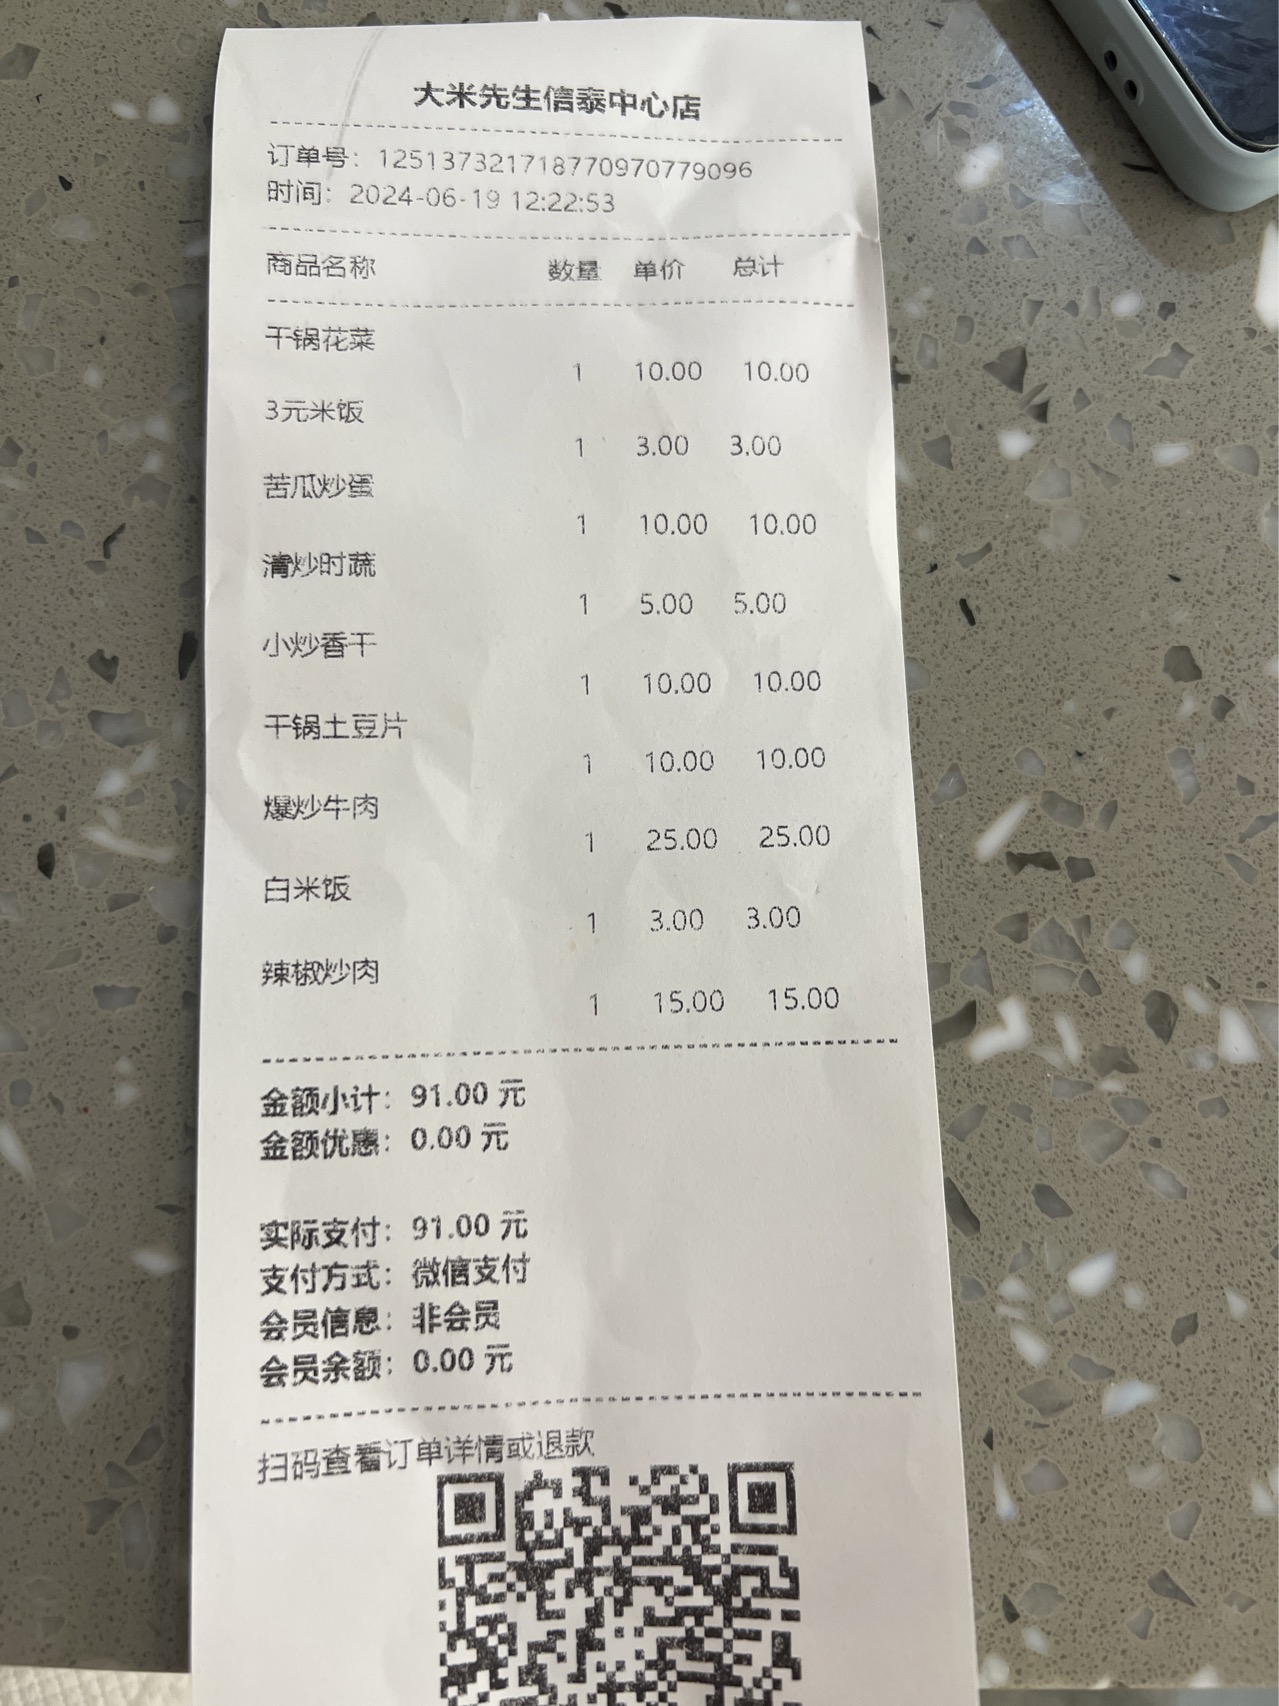 大米先生信泰中心店
订单号：1251373217187709707​79096
时间：2024-06-19 12:22:53
商品名称 数量 单价 总计
干锅花菜
1 10.00 10.00
3元米饭
1 3.00 3.00
苦瓜炒蛋
1 10.00 10.00
清炒时蔬
1 5.00 5.00
小炒香干
1 10.00 10.00
干锅土豆片
1 10.00 10.00
爆炒牛肉
1 25.00 25.00
白米饭
1 3.00 3.00
辣椒炒肉
1 15.00 15.00
金额小计：91.00 元
金额优惠：0.00 元
实际支付：91.00 元
支付方式：微信支付
会员信息：非会员
会员余额：0.00 元
扫码查看订单详情或退款